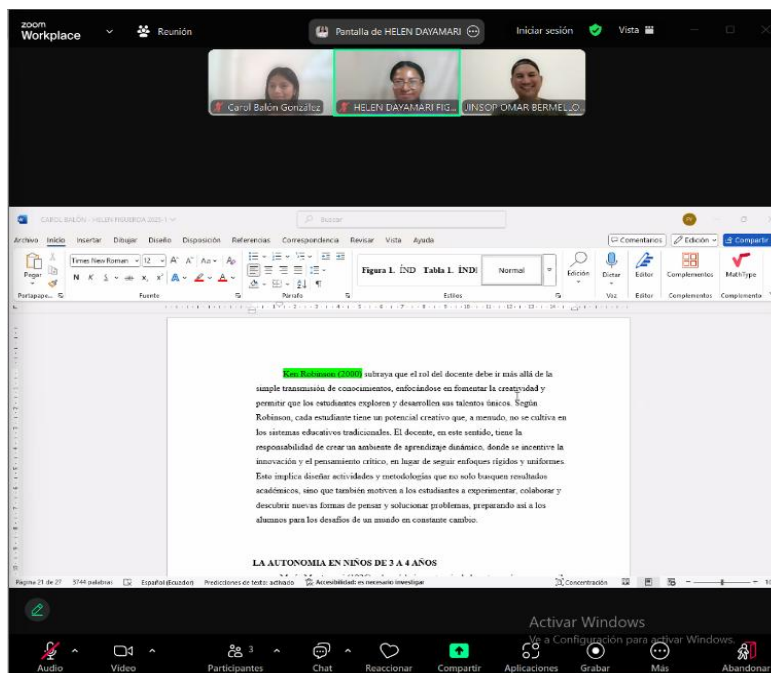 zoom
Workplace
Reunión
Pantalla de HELEN DAYAMARI
Iniciar sesión
Vista
Carol Balón González
HELEN DAYAMARI FIG...
JINSOP OMAR BERMELLO...
CAROL BALÓN - HELEN FIGUEROA 2025-1
Buscar
Archivo Inicio Insertar Dibujar Diseño Disposición Referencias Correspondencia Revisar Vista Ayuda
Comentarios Edición Compartir
Times New Roman 12
Pegar
N K S
Figura 1. ÍND Tabla 1. ÍNDI Normal
Edición Dictar Editor Complementos MathType
Portapape... Fuente Párrafo Estilos Voz Editor Complementos
Ken Robinson (2000) subraya que el rol del docente debe ir más allá de la
simple transmisión de conocimientos, enfocándose en fomentar la creatividad y
permitir que los estudiantes exploren y desarrollen sus talentos únicos. Según
Robinson, cada estudiante tiene un potencial creativo que, a menudo, no se cultiva en
los sistemas educativos tradicionales. El docente, en este sentido, tiene la
responsabilidad de crear un ambiente de aprendizaje dinámico, donde se incentive la
innovación y el pensamiento crítico, en lugar de seguir enfoques rígidos y uniformes.
Esto implica diseñar actividades y metodologías que no solo busquen resultados
académicos, sino que también motiven a los estudiantes a experimentar, colaborar y
descubrir nuevas formas de pensar y solucionar problemas, preparando así a los
alumnos para los desafíos de un mundo en constante cambio.
LA AUTONOMIA EN NIÑOS DE 3 A 4 AÑOS
Página 21 de 27 3744 palabras Español (Ecuador) Predicciones de texto: activado Accesibilidad: es necesario investigar
Concentración
Activar Windows
Ve a Configuración para activar Windows.
3
Audio Video Participantes Chat Reaccionar Compartir Aplicaciones Grabar Más Abandonar